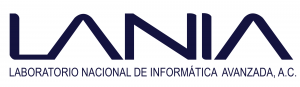 LANIA
LABORATORIO NACIONAL DE INFORMÁTICA AVANZADA, A.C.